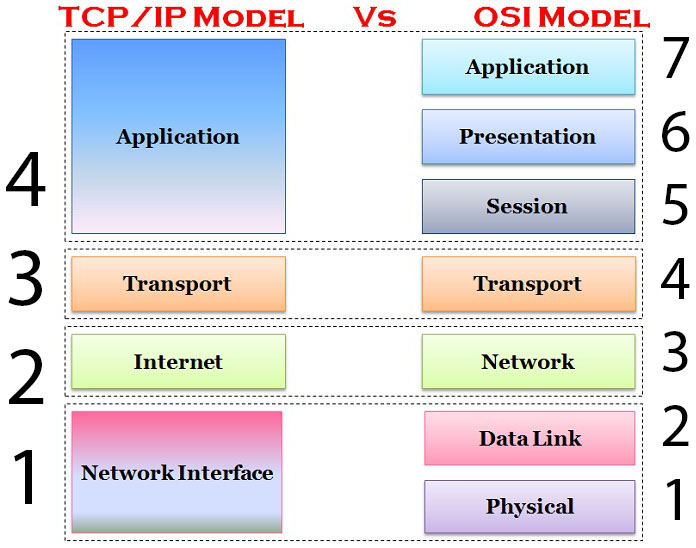 TCP/IP Model Vs OSI Model
Application
4
Transport
3
Internet
2
Network Interface
1
Application
7
Presentation
6
Session
5
Transport
4
Network
3
Data Link
2
Physical
1